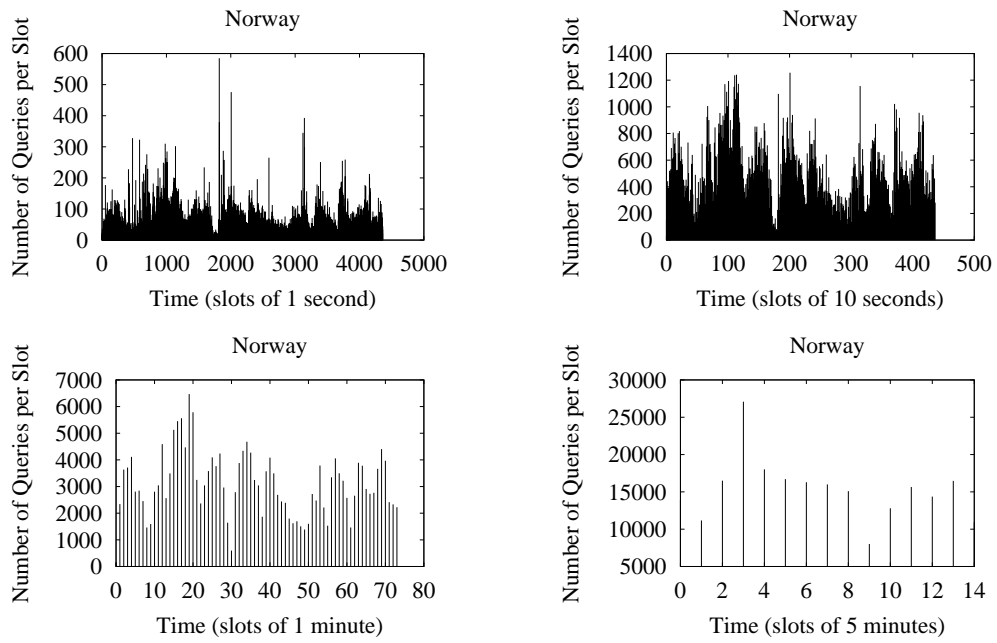 Norway
Number of Queries per Slot
600
500
400
300
200
100
0
0 1000 2000 3000 4000 5000
Time (slots of 1 second)
Norway
Number of Queries per Slot
1400
1200
1000
800
600
400
200
0
0 100 200 300 400 500
Time (slots of 10 seconds)
Norway
Number of Queries per Slot
7000
6000
5000
4000
3000
2000
1000
0
0 10 20 30 40 50 60 70 80
Time (slots of 1 minute)
Norway
Number of Queries per Slot
30000
25000
20000
15000
10000
5000
0 2 4 6 8 10 12 14
Time (slots of 5 minutes)